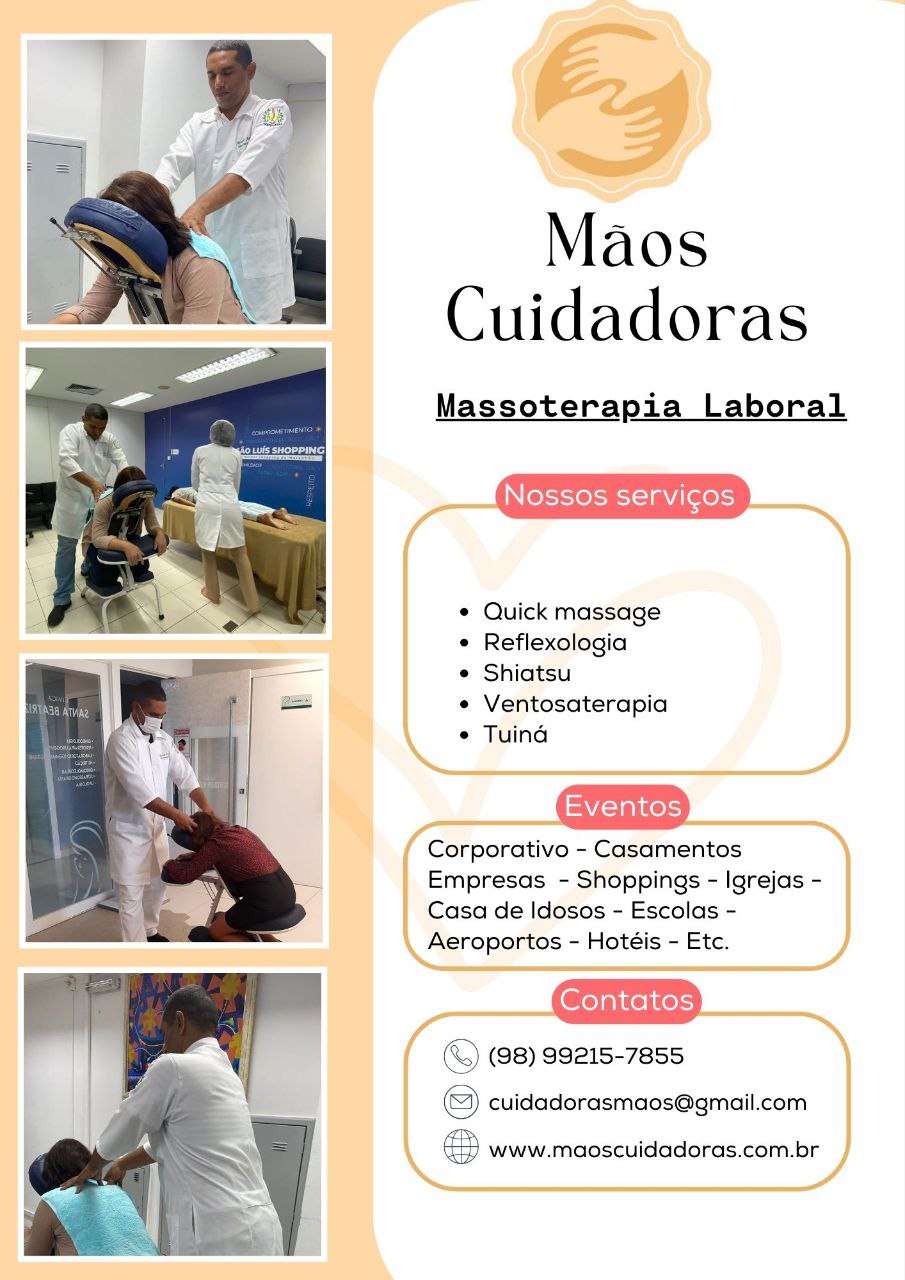 Mãos
Cuidadoras
Massoterapia Laboral
Nossos serviços
• Quick massage
• Reflexologia
• Shiatsu
• Ventosaterapia
• Tuiná
Eventos
Corporativo - Casamentos
Empresas - Shoppings - Igrejas -
Casa de Idosos - Escolas -
Aeroportos - Hotéis - Etc.
Contatos
(98) 99215-7855
cuidadorasmaos@gmail.com
www.maoscuidadoras.com.br
COMPROMETIMENTO
SÃO LUÍS SHOPPING
RESPEITO
SANTA BEATRIZ